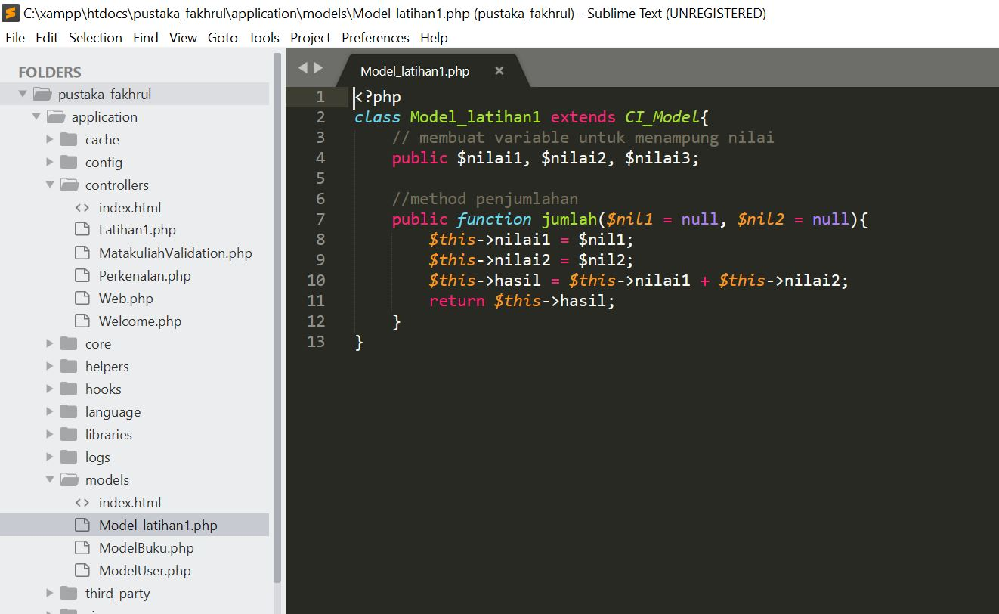 C:\xampp\htdocs\pustaka_fakhrul\application\models\Model_latihan1.php (pustaka_fakhrul) - Sublime Text (UNREGISTERED)
File Edit Selection Find View Goto Tools Project Preferences Help
FOLDERS
pustaka_fakhrul
application
cache
config
controllers
<> index.html
Latihan1.php
MatakuliahValidation.php
Perkenalan.php
Web.php
Welcome.php
core
helpers
hooks
language
libraries
logs
models
<> index.html
Model_latihan1.php
ModelBuku.php
ModelUser.php
third_party
Model_latihan1.php ×
1 <?php
2 class Model_latihan1 extends CI_Model{
3     // membuat variable untuk menampung nilai
4     public $nilai1, $nilai2, $nilai3;
5
6     //method penjumlahan
7     public function jumlah($nil1 = null, $nil2 = null){
8         $this->nilai1 = $nil1;
9         $this->nilai2 = $nil2;
10         $this->hasil = $this->nilai1 + $this->nilai2;
11         return $this->hasil;
12     }
13 }